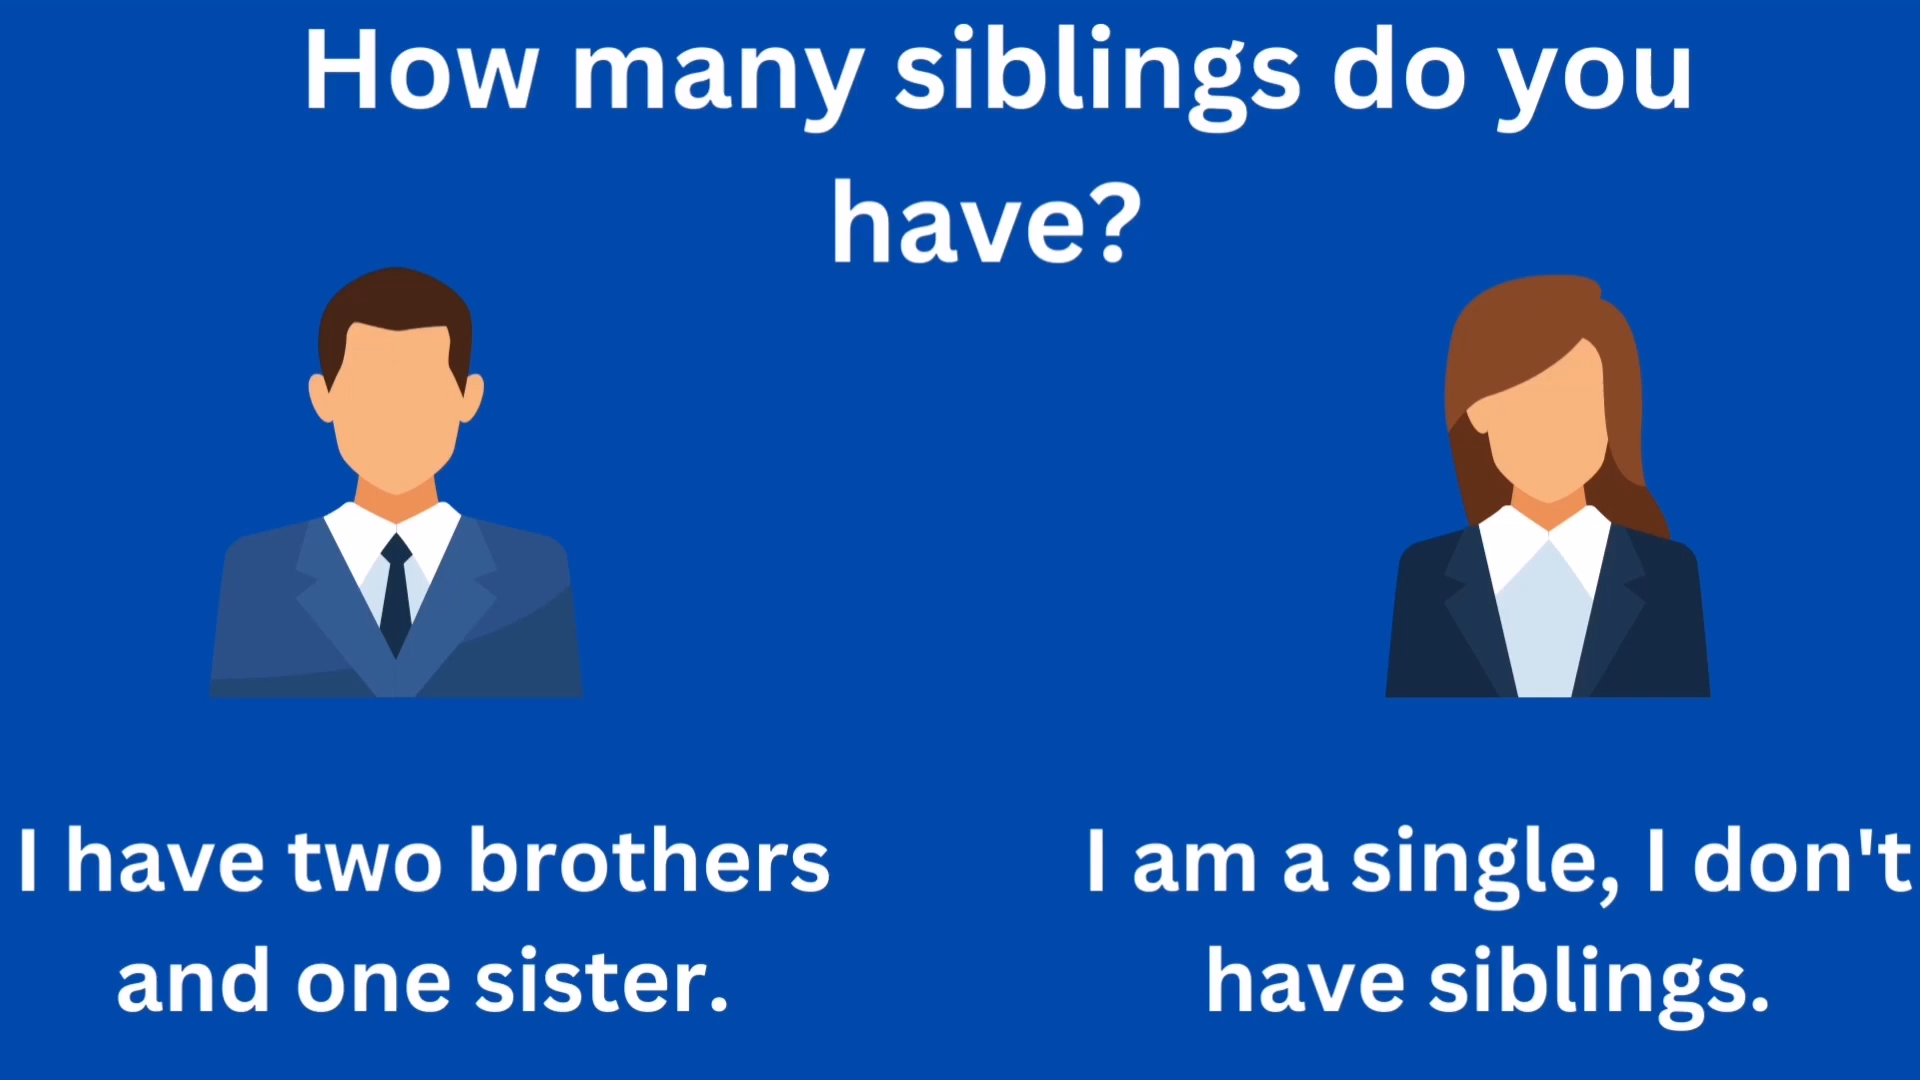 How many siblings do you
have?
I have two brothers
and one sister.
I am a single, I don't
have siblings.